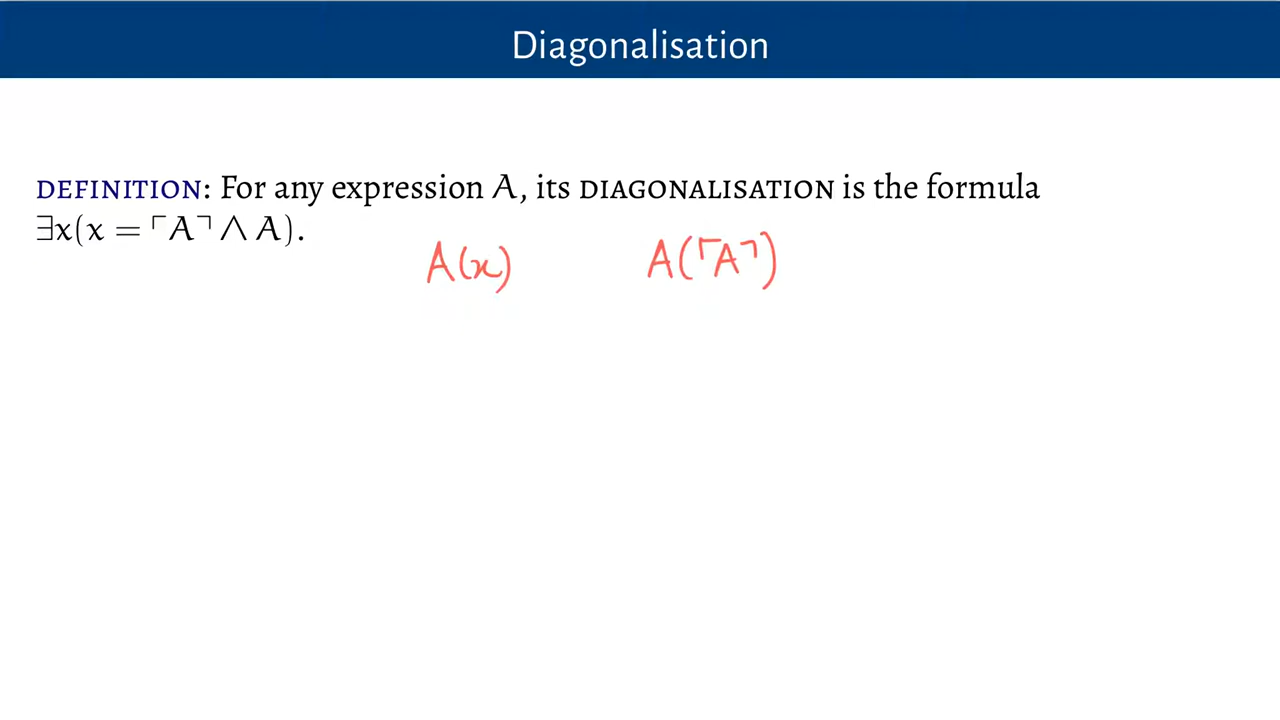 Diagonalisation
DEFINITION: For any expression A, its DIAGONALISATION is the formula
∃x(x = ⌜A⌝ ∧ A).
A(x) A(⌜A⌝)